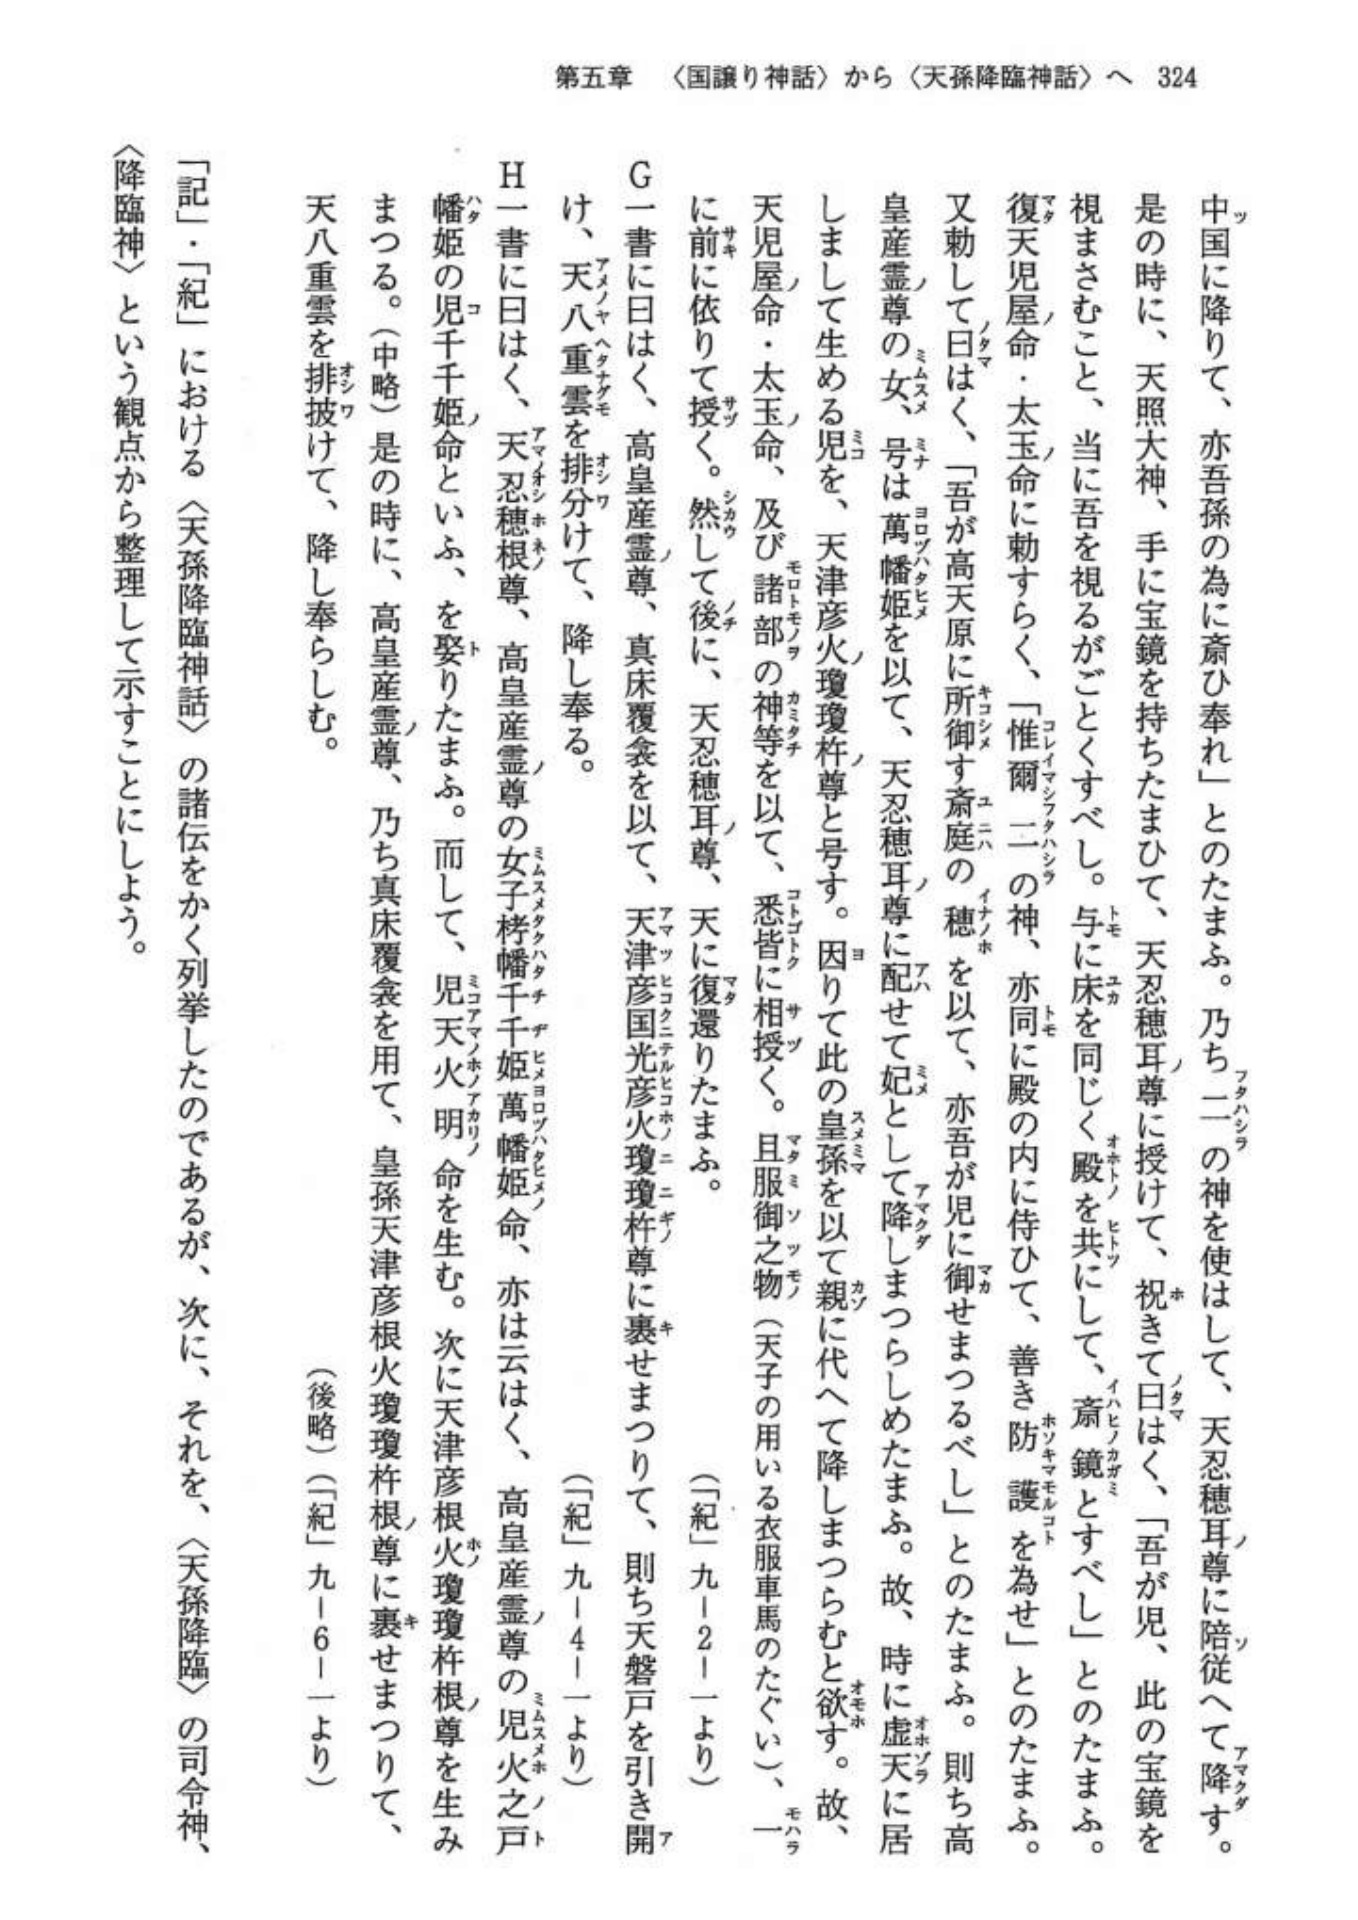 第五章 〈国譲り神話〉から〈天孫降臨神話〉へ 324
中国に降りて、亦吾孫の為に斎ひ奉れ」とのたまふ。乃ち二の神を使はして、天忍穂耳尊に陪従へて降す。
是の時に、天照大神、手に宝鏡を持ちたまひて、天忍穂耳尊に授けて、祝きて曰はく、「吾が児、此の宝鏡を
視まさむこと、当に吾を視るがごとくすべし。与に床を同じく殿を共にして、斎鏡とすべし」とのたまふ。
復天児屋命・太玉命に勅すらく、「惟爾二の神、亦同に殿の内に侍ひて、善き防護を為せ」とのたまふ。
又勅して曰はく、「吾が高天原に所御す斎庭の穂を以て、亦吾が児に御せまつるべし」とのたまふ。則ち高
皇産霊尊の女、号は萬幡姫を以て、天忍穂耳尊に配せて妃として降しまつらしめたまふ。故、時に虚天に居
しまして生める児を、天津彦火瓊瓊杵尊と号す。因りて此の皇孫を以て親に代へて降しまつらむと欲す。故、
天児屋命・太玉命、及び諸部の神等を以て、悉皆に相授く。且服御之物（天子の用いる衣服車馬のたぐい）、一
に前に依りて授く。然して後に、天忍穂耳尊、天に復還りたまふ。
（「紀」九－2－一より）
G 一書に曰はく、高皇産霊尊、真床覆衾を以て、天津彦国光彦火瓊瓊杵尊に裹せまつりて、則ち天磐戸を引き開
け、天八重雲を排分けて、降し奉る。
（「紀」九－4－一より）
H 一書に曰はく、天忍穂根尊、高皇産霊尊の女子栲幡千千姫萬幡姫命、亦は云はく、高皇産霊尊の児火之戸
幡姫の児千千姫命といふ、を娶りたまふ。而して、児天火明命を生む。次に天津彦根火瓊瓊杵根尊を生み
まつる。（中略）是の時に、高皇産霊尊、乃ち真床覆衾を用て、皇孫天津彦根火瓊瓊杵根尊に裹せまつりて、
天八重雲を排披けて、降し奉らしむ。
（後略）（「紀」九－6－一より）
「記」・「紀」における〈天孫降臨神話〉の諸伝をかく列挙したのであるが、次に、それを、〈天孫降臨〉の司令神、
〈降臨神〉という観点から整理して示すことにしよう。